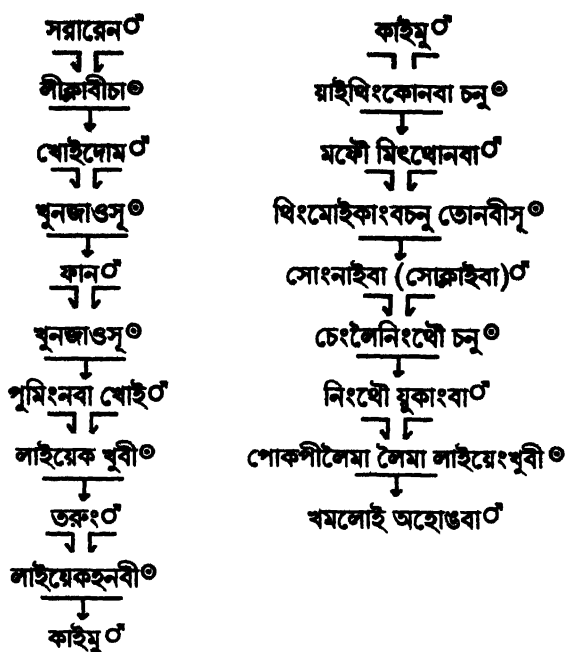 সরারেন♂
লীক্লাবীচা⊙
খোইদোম♂
খুনজাওসূ⊙
ফান♂
খুনজাওসূ⊙
পূমিংনবা খোই♂
লাইয়েক খুবী⊙
তরুং♂
লাইয়েকহনবী⊙
কাইমু♂
কাইমু♂
য়াইথিংকোনবা চনু⊙
মফৌ মিৎথোনবা♂
থিংমোইকাংবচনু তোনবীসূ⊙
সোংনাইবা (সোক্লাইবা)♂
চেংলৈনিংথৌ চনু⊙
নিংথৌ য়ুকাংবা♂
পোকপীলৈমা লৈমা লাইয়েংখুবী⊙
খমলোই অহোঙবা♂